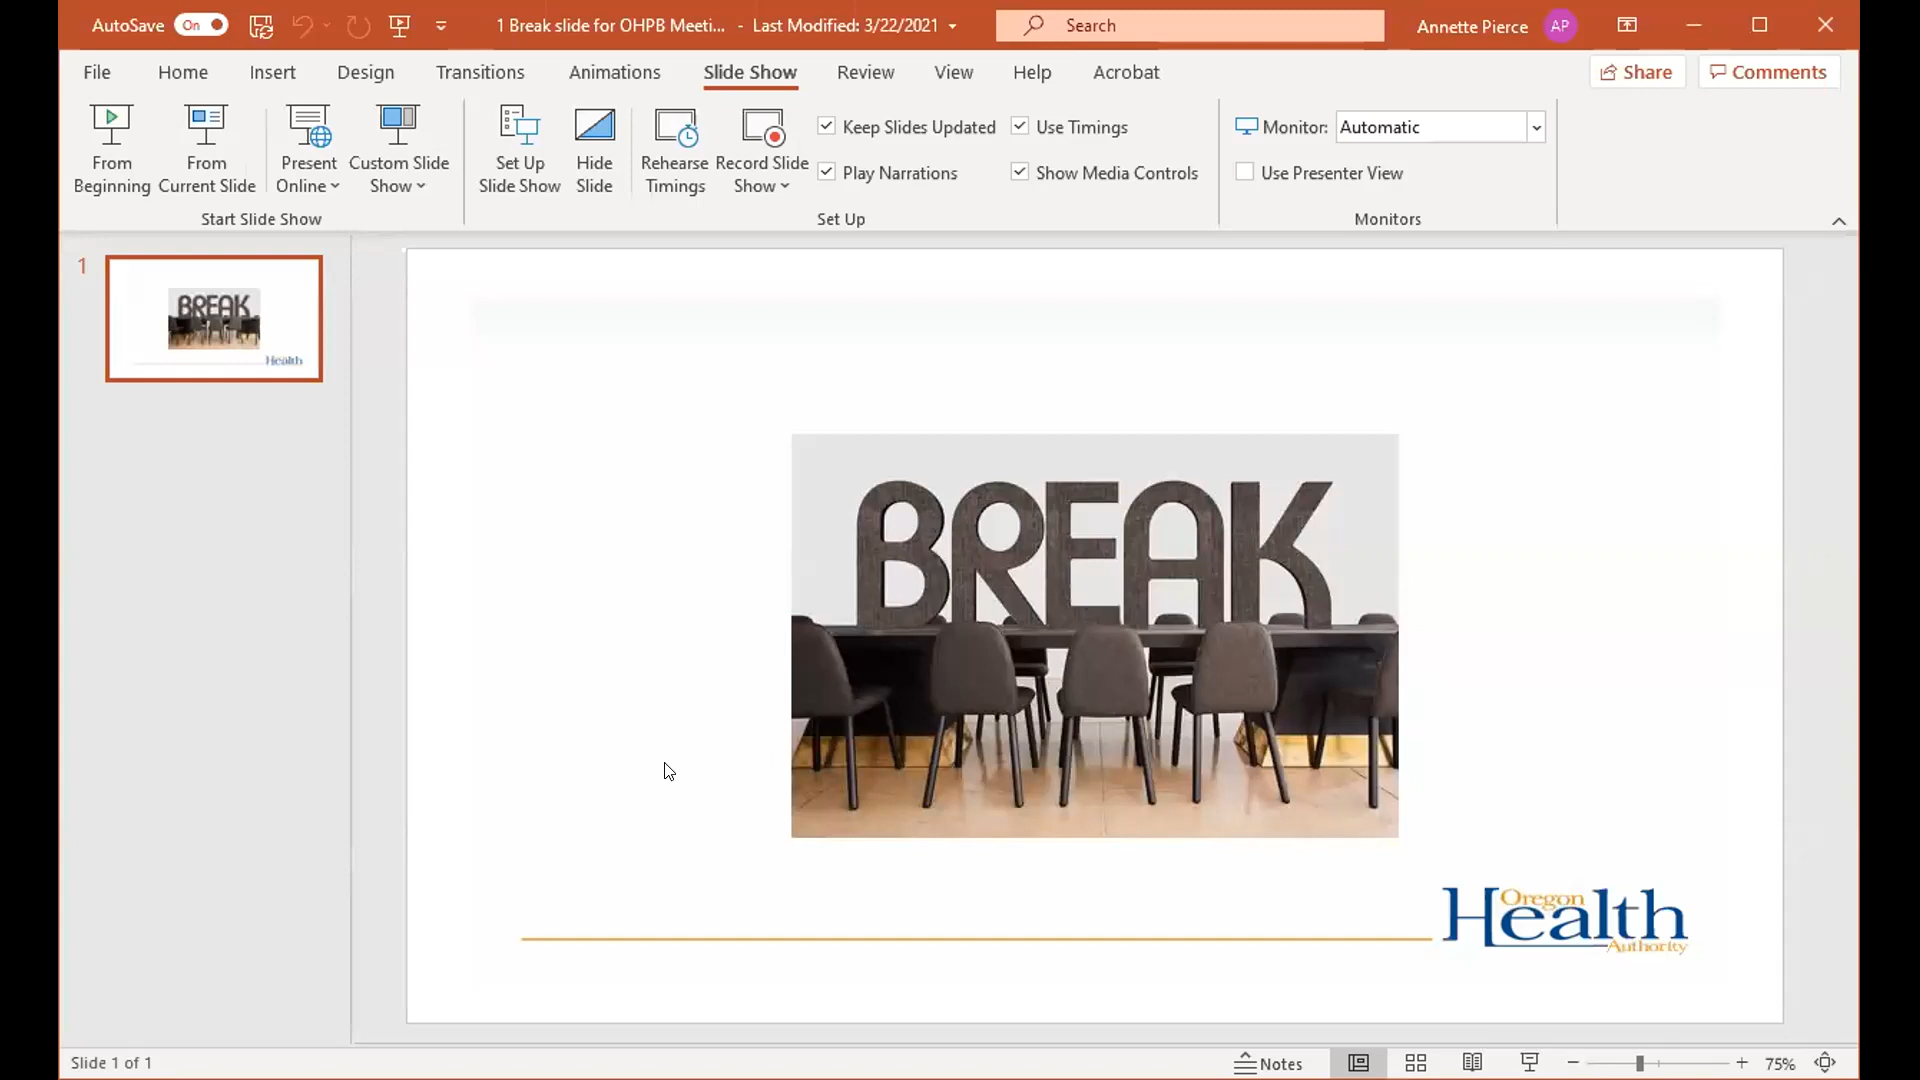 AutoSave On 1 Break slide for OHPB Meeti... - Last Modified: 3/22/2021 Search Annette Pierce AP
File Home Insert Design Transitions Animations Slide Show Review View Help Acrobat Share Comments
From Beginning
From Current Slide
Present Online
Custom Slide Show
Start Slide Show
Set Up Slide Show
Hide Slide
Rehearse Timings
Record Slide Show
Keep Slides Updated
Play Narrations
Use Timings
Show Media Controls
Set Up
Monitor: Automatic
Use Presenter View
Monitors
1
BREAK
Health
BREAK
Oregon
Health
Authority
Slide 1 of 1 Notes 75%